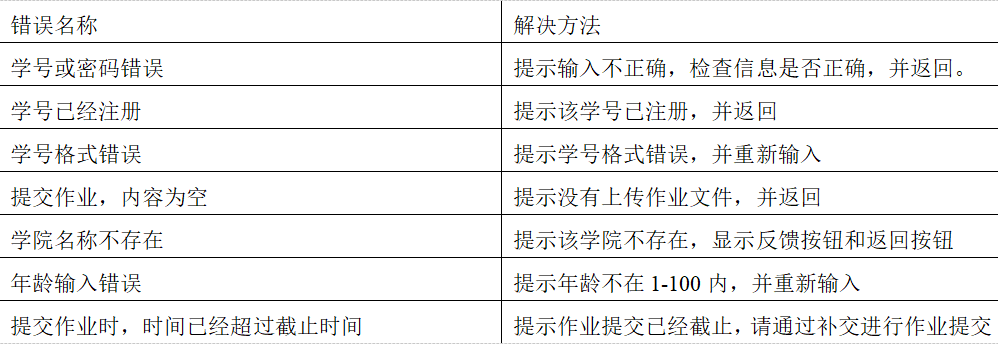 错误名称 解决方法
学号或密码错误 提示输入不正确，检查信息是否正确，并返回。
学号已经注册 提示该学号已注册，并返回
学号格式错误 提示学号格式错误，并重新输入
提交作业，内容为空 提示没有上传作业文件，并返回
学院名称不存在 提示该学院不存在，显示反馈按钮和返回按钮
年龄输入错误 提示年龄不在 1-100 内，并重新输入
提交作业时，时间已经超过截止时间 提示作业提交已经截止，请通过补交进行作业提交